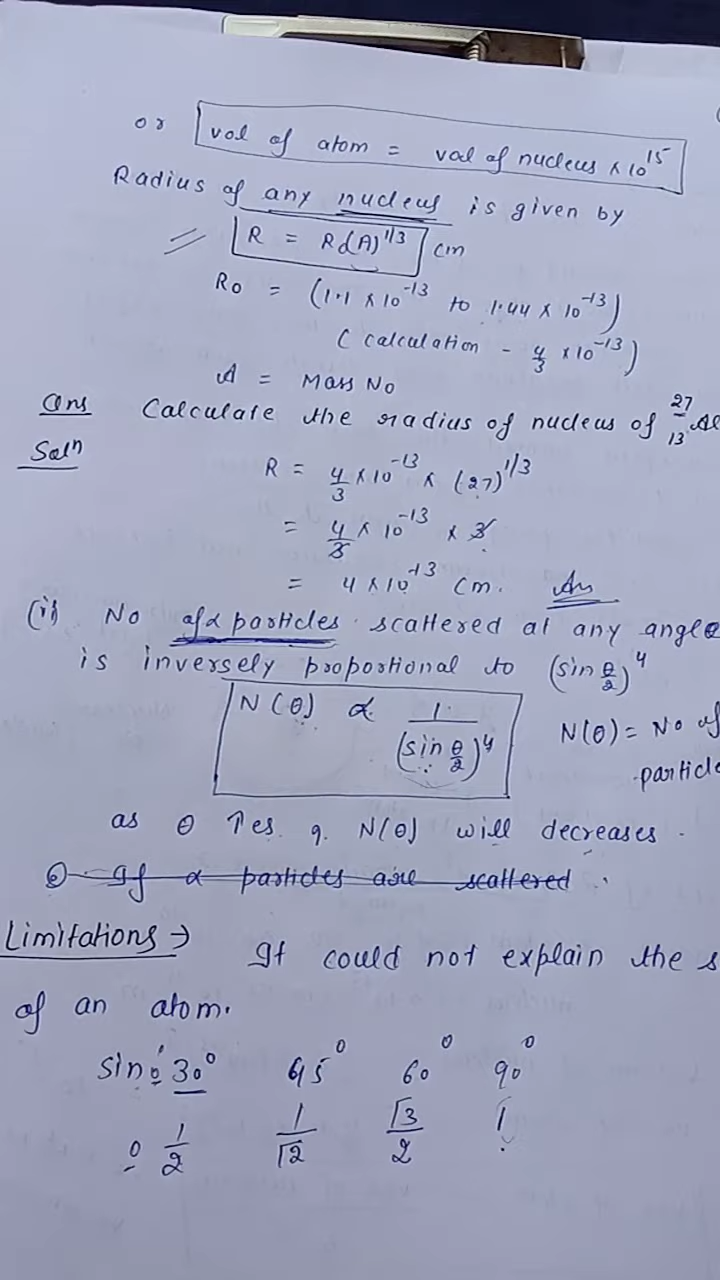 or vol of atom = vol of nucleus × 10^15
Radius of any nucleus is given by
R = R₀(A)^1/3 cm
R₀ = (1.1 × 10^-13 to 1.44 × 10^-13)
(calculation - 4/3 × 10^-13)
A = Mass No
Qns Calculate the radius of nucleus of 27 13 Al
Solⁿ R = 4/3 × 10^-13 × (27)^1/3
= 4/3 × 10^-13 × 3
= 4 × 10^-13 cm. Ans
(i) No of α particles scattered at any angle
is inversely proportional to (sin θ/2)^4
N(θ) ∝ 1/(sin θ/2)^4 N(θ) = No of
particle
as θ ↑es, N(θ) will decreases.
If α particles are scattered
Limitations → It could not explain the s
of an atom.
sin 0° 30° 45° 60° 90°
0 1/2 1/√2 √3/2 1